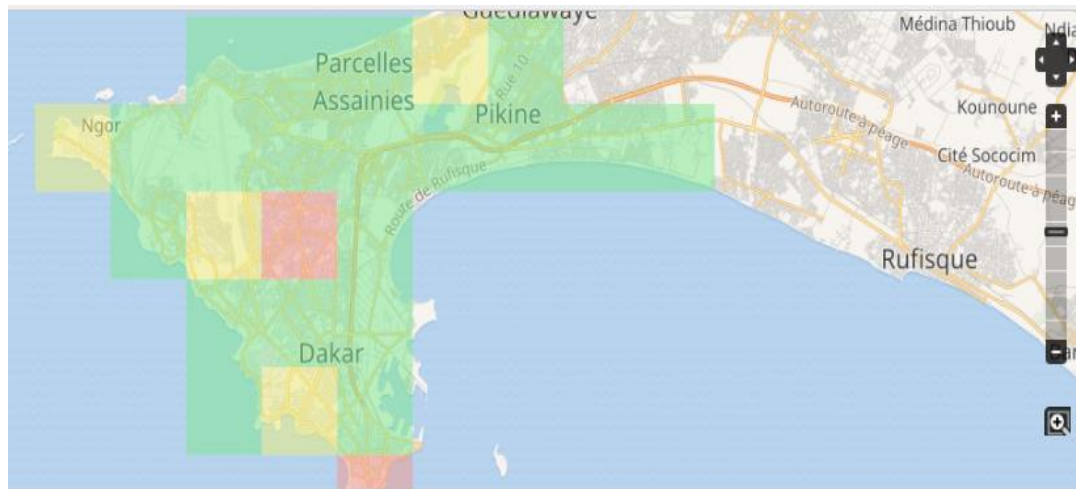 Guédiawaye
Médina Thioub
Parcelles
Assainies
Rue 10
Pikine
Ngor
Autoroute à péage
Kounoune
Cité Sococim
Autoroute à péage
Route de Rufisque
Rufisque
Dakar